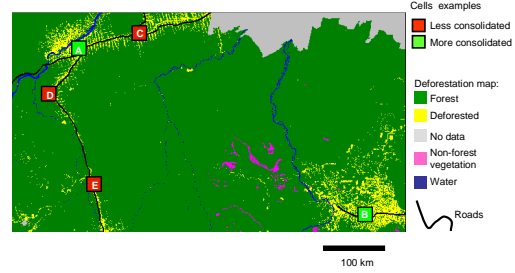 Cells examples
Less consolidated
More consolidated
C
A
D
E
B
Deforestation map:
Forest
Deforested
No data
Non-forest
vegetation
Water
Roads
100 km